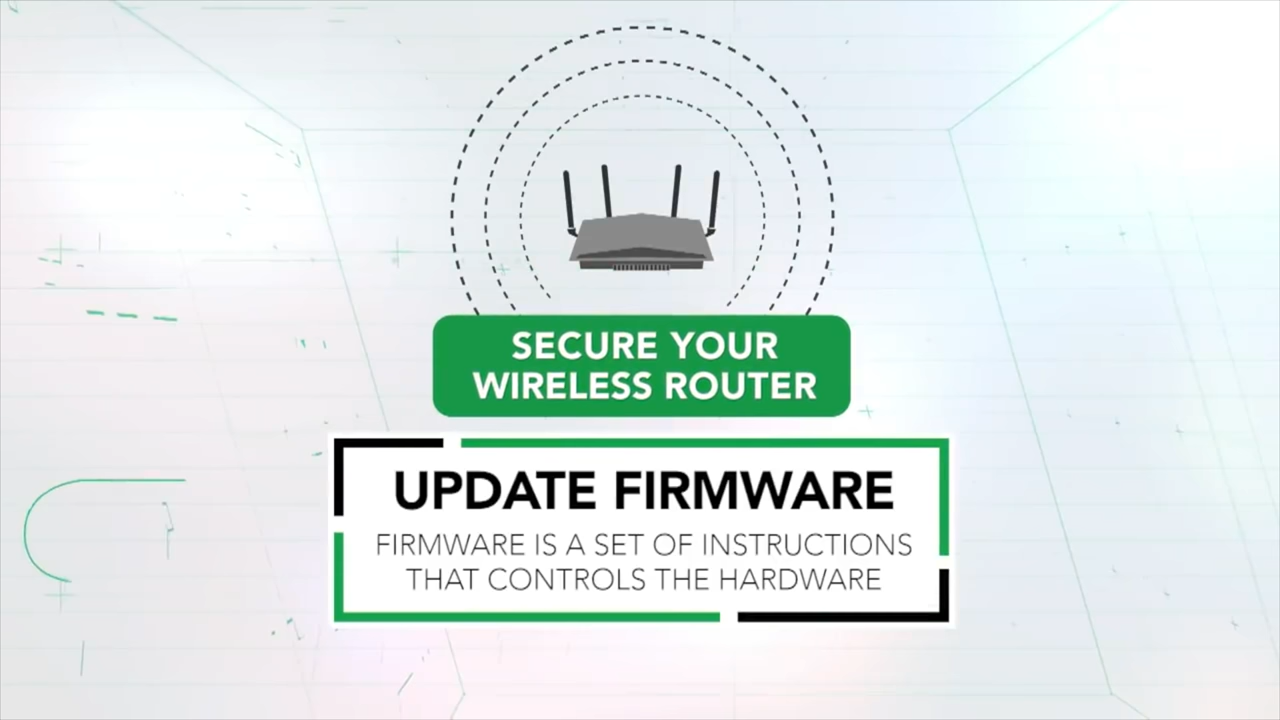 SECURE YOUR
WIRELESS ROUTER
UPDATE FIRMWARE
FIRMWARE IS A SET OF INSTRUCTIONS
THAT CONTROLS THE HARDWARE